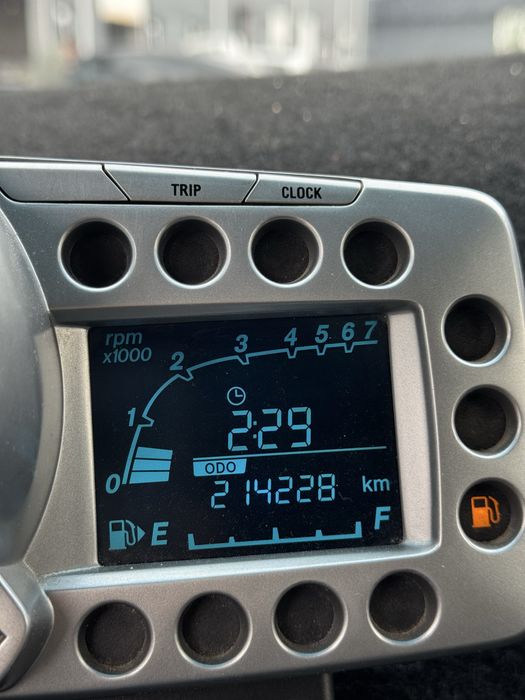 TRIP CLOCK
rpm
x1000
0 1 2 3 4 5 6 7
2:29
ODO
214228 km
E F